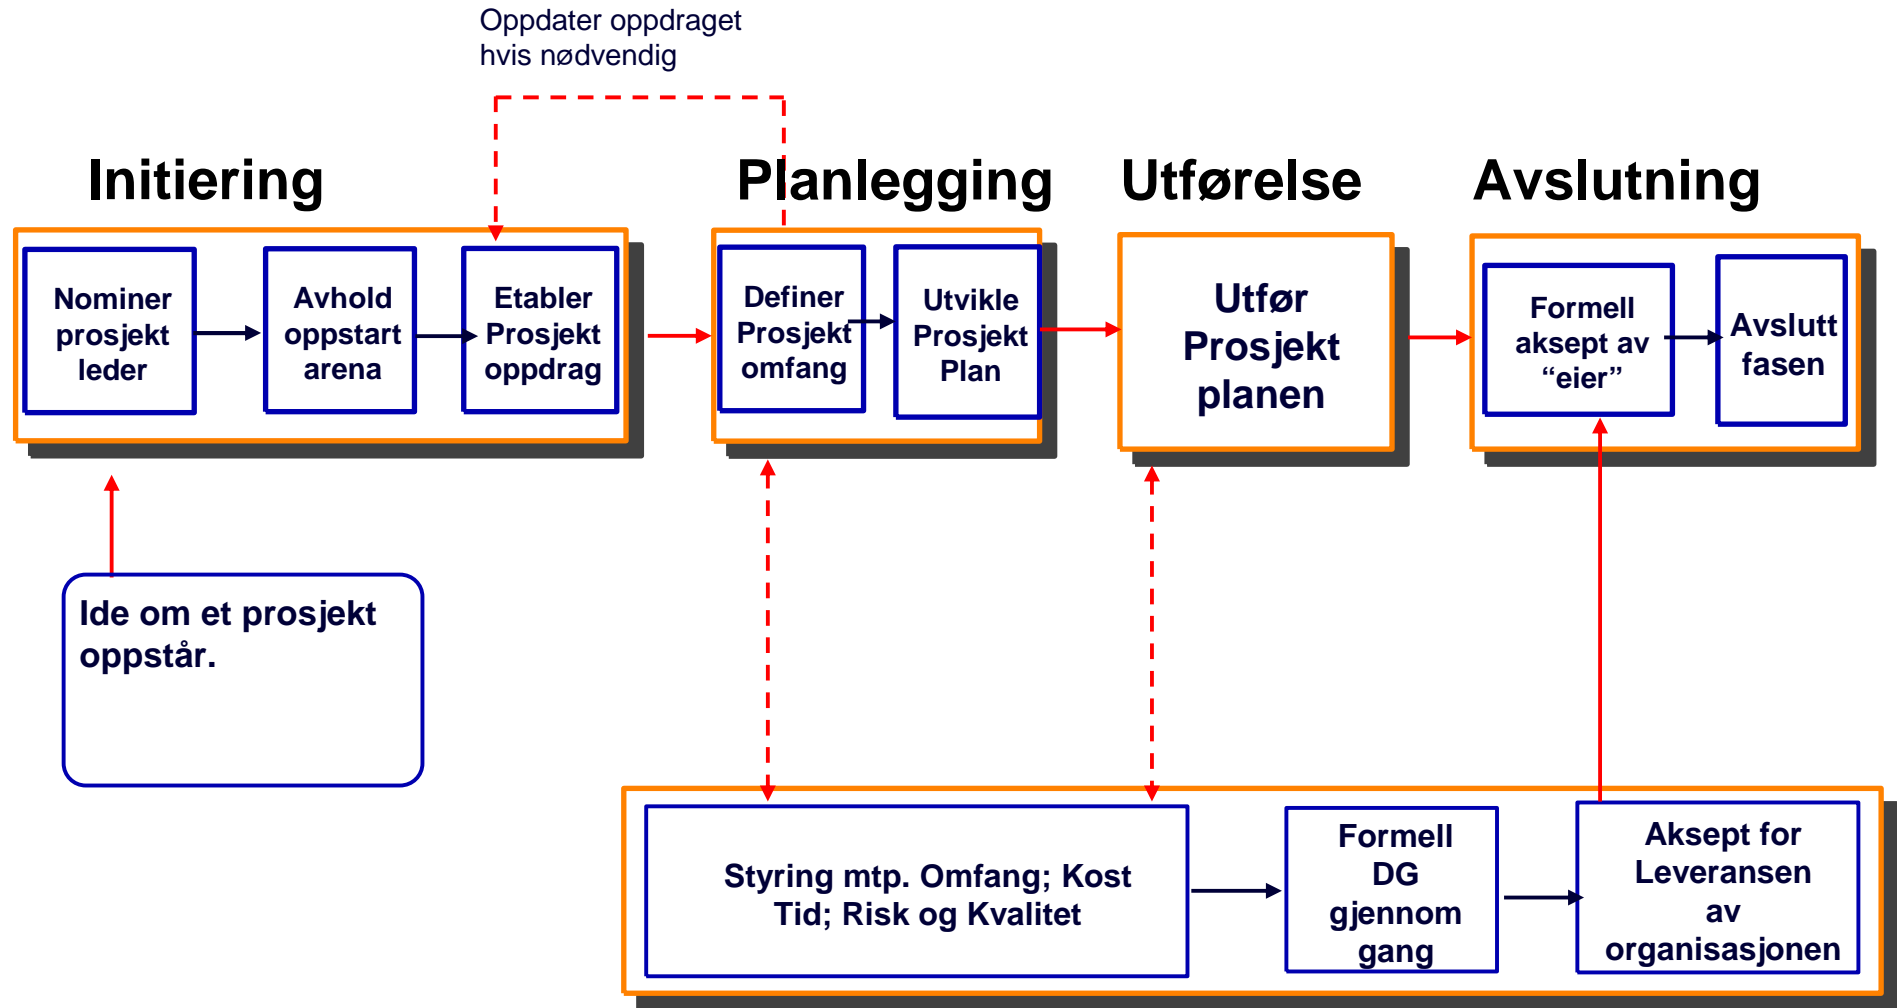 Oppdater oppdraget
hvis nødvendig
Initiering
Planlegging
Utførelse
Avslutning
Nominer
prosjekt
leder
Avhold
oppstart
arena
Etabler
Prosjekt
oppdrag
Definer
Prosjekt
omfang
Utvikle
Prosjekt
Plan
Utfør
Prosjekt
planen
Formell
aksept av
“eier”
Avslutt
fasen
Ide om et prosjekt
oppstår.
Styring mtp. Omfang; Kost
Tid; Risk og Kvalitet
Formell
DG
gjennom
gang
Aksept for
Leveransen
av
organisasjonen